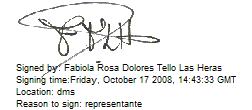 Signed by: Fabiola Rosa Dolores Tello Las Heras
Signing time:Friday, October 17 2008, 14:43:33 GMT
Location: dms
Reason to sign: representante